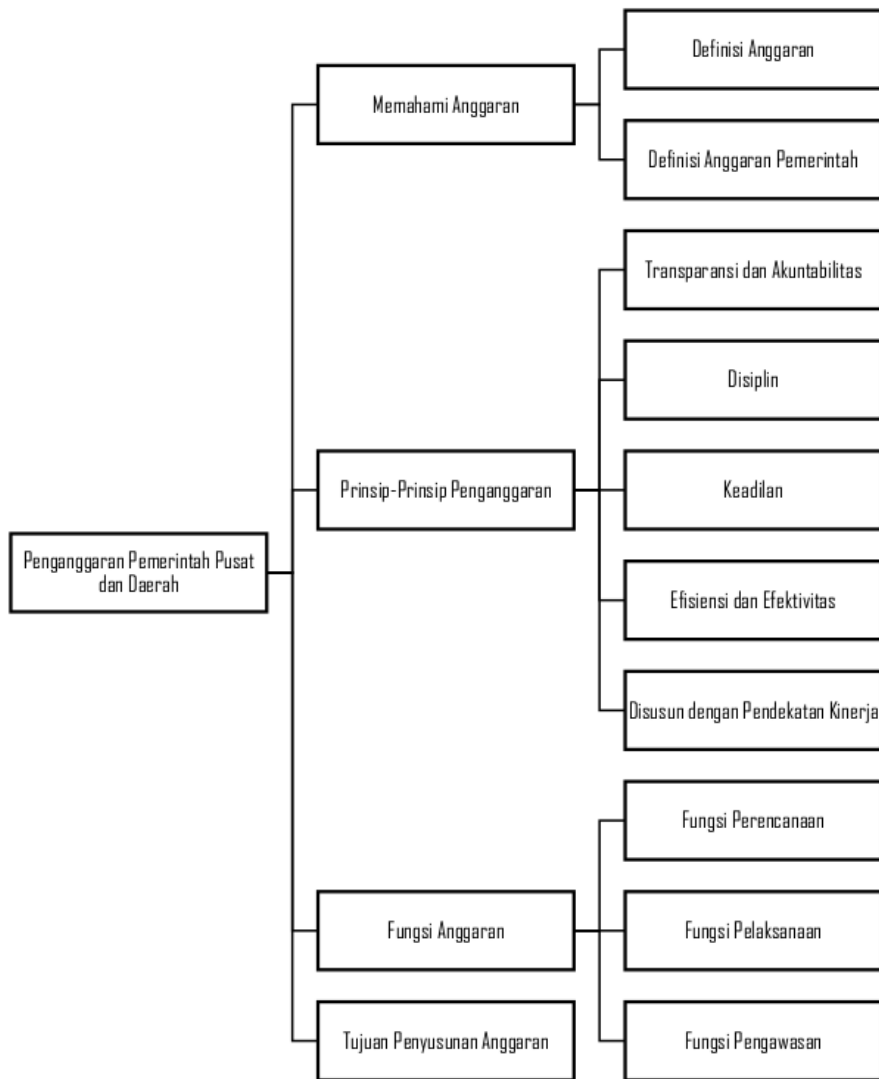 Penganggaran Pemerintah Pusat
dan Daerah
Memahami Anggaran
Definisi Anggaran
Definisi Anggaran Pemerintah
Prinsip-Prinsip Penganggaran
Transparansi dan Akuntabilitas
Disiplin
Keadilan
Efisiensi dan Efektivitas
Disusun dengan Pendekatan Kinerja
Fungsi Anggaran
Fungsi Perencanaan
Fungsi Pelaksanaan
Fungsi Pengawasan
Tujuan Penyusunan Anggaran